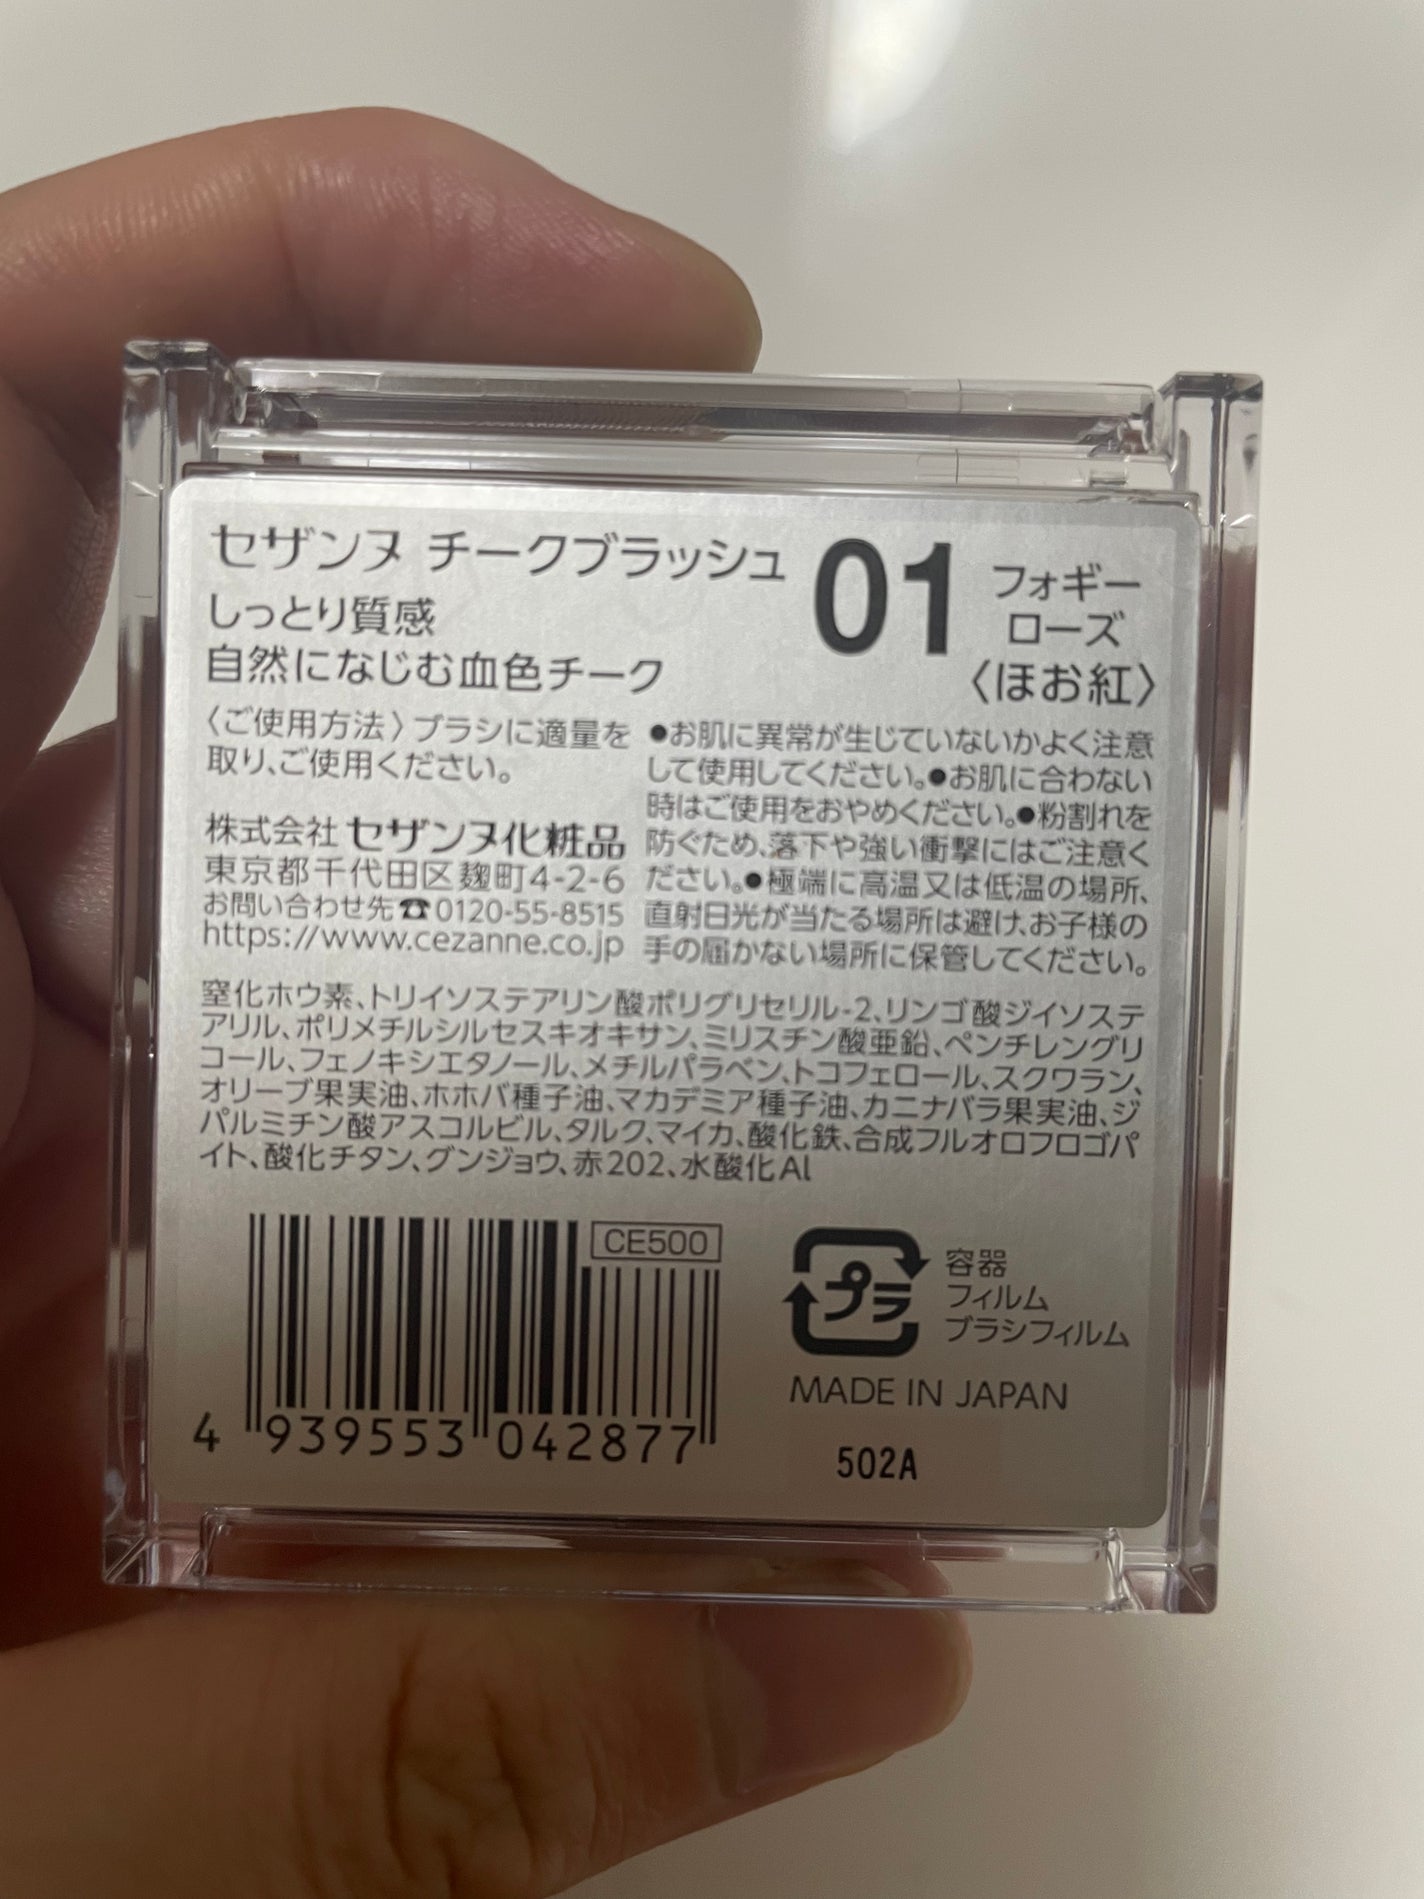 セザンヌ チークブラッシュ
しっとり質感
自然になじむ血色チーク
01 フォギー
ローズ
〈ほお紅〉
〈ご使用方法〉ブラシに適量を
取り、ご使用ください。
株式会社 セザンヌ化粧品
東京都千代田区麹町4-2-6
お問い合わせ先☎0120-55-8515
https://www.cezanne.co.jp
●お肌に異常が生じていないかよく注意
して使用してください。●お肌に合わない
時はご使用をおやめください。●粉割れを
防ぐため、落下や強い衝撃にはご注意く
ださい。●極端に高温又は低温の場所、
直射日光が当たる場所は避け、お子様の
手の届かない場所に保管してください。
窒化ホウ素、トリイソステアリン酸ポリグリセリル-2、リンゴ酸ジイソステ
アリル、ポリメチルシルセスキオキサン、ミリスチン酸亜鉛、ペンチレングリ
コール、フェノキシエタノール、メチルパラベン、トコフェロール、スクワラン、
オリーブ果実油、ホホバ種子油、マカデミア種子油、カニナバラ果実油、ジ
パルミチン酸アスコルビル、タルク、マイカ、酸化鉄、合成フルオロフロゴパ
イト、酸化チタン、グンジョウ、赤202、水酸化Al
CE500
4 939553 042877
プラ
容器
フィルム
ブラシフィルム
MADE IN JAPAN
502A